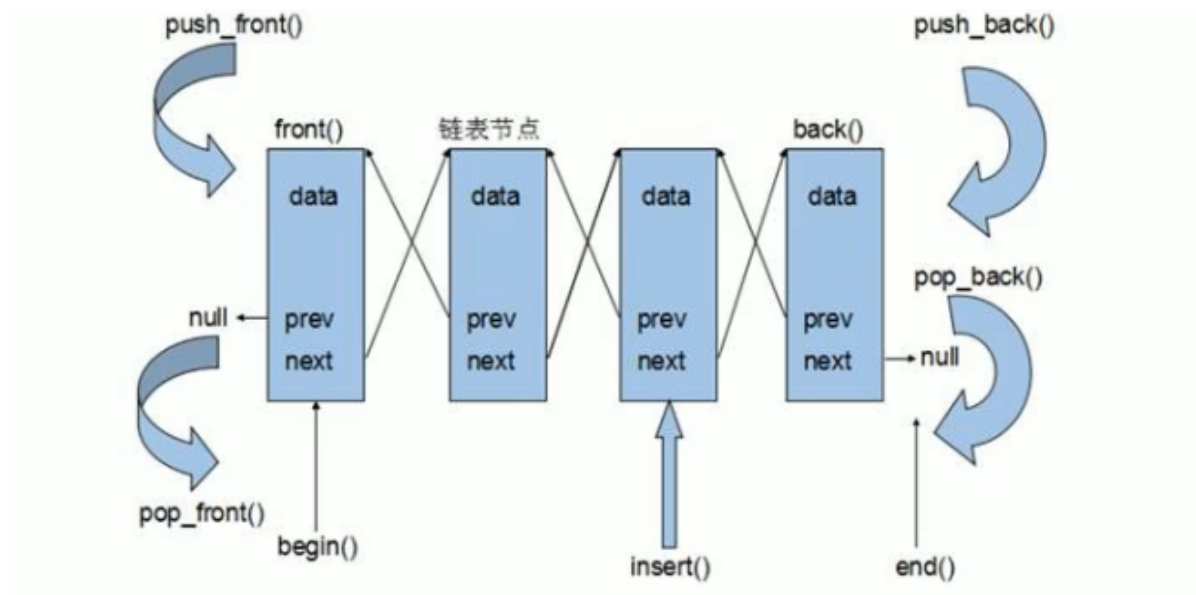 push_front()
push_back()
front()
链表节点
back()
data
data
data
data
pop_back()
null
prev
prev
prev
prev
next
next
next
next
null
pop_front()
begin()
insert()
end()